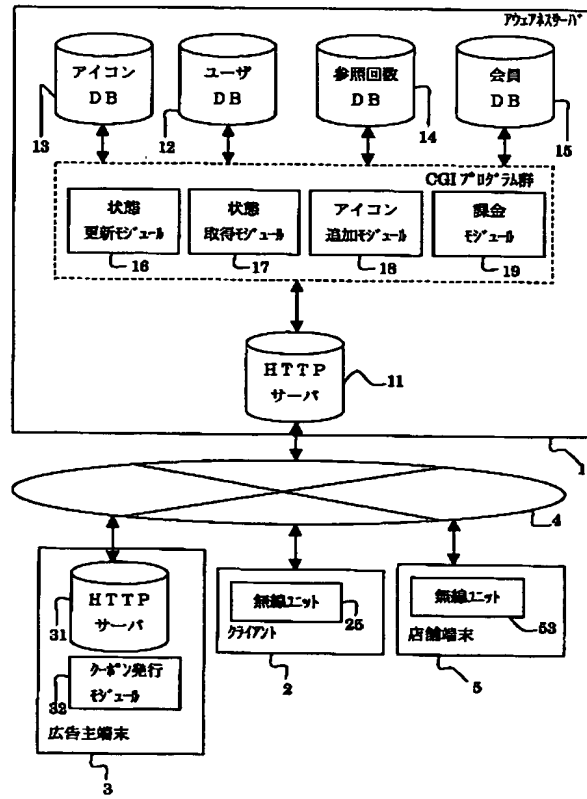 アウェアネスサーバ
アイコン
DB
ユーザ
DB
参照回数
DB
会員
DB
13
12
14
15
CGIプログラム群
状態
更新モジュール
状態
取得モジュール
アイコン
追加モジュール
課金
モジュール
16
17
18
19
HTTP
サーバ
11
1
4
HTTP
サーバ
31
クーポン発行
モジュール
32
広告主端末
3
無線ユニット
25
クライアント
2
無線ユニット
53
店舗端末
5